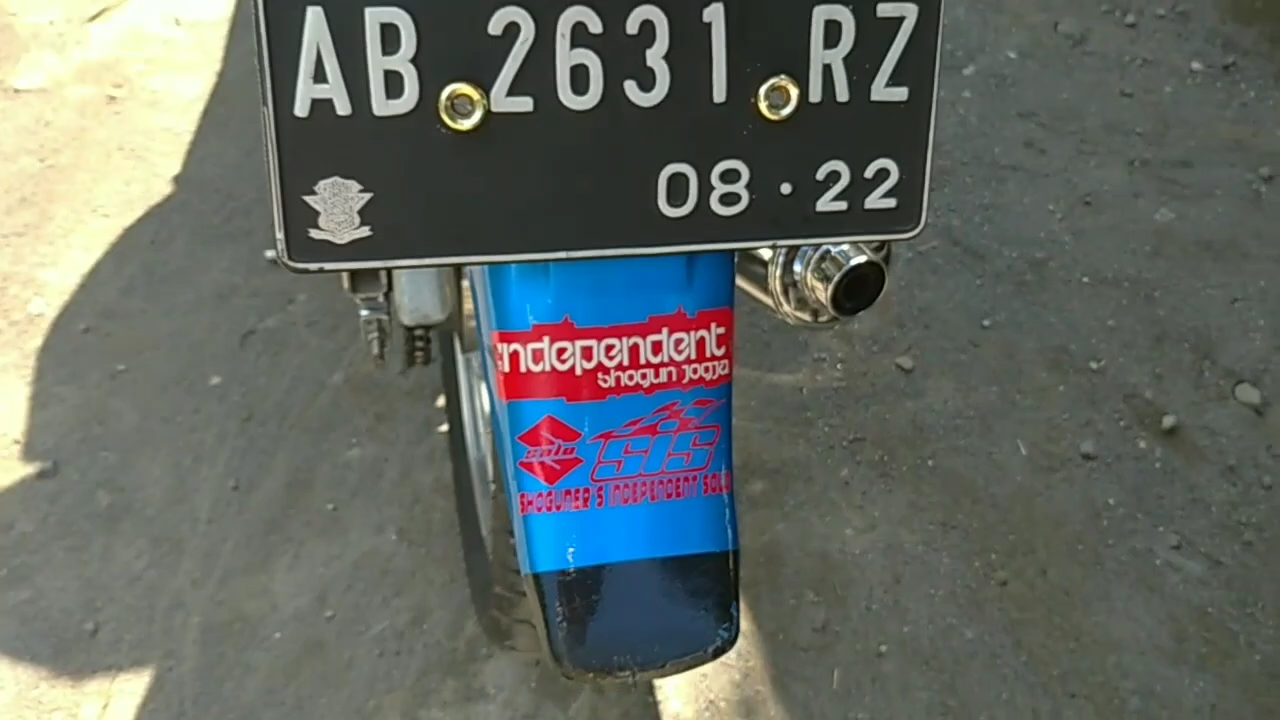 AB 2631 RZ
08 · 22
independent
shogun jogja
solo
SIS
SHOGUNER'S INDEPENDENT SOLO